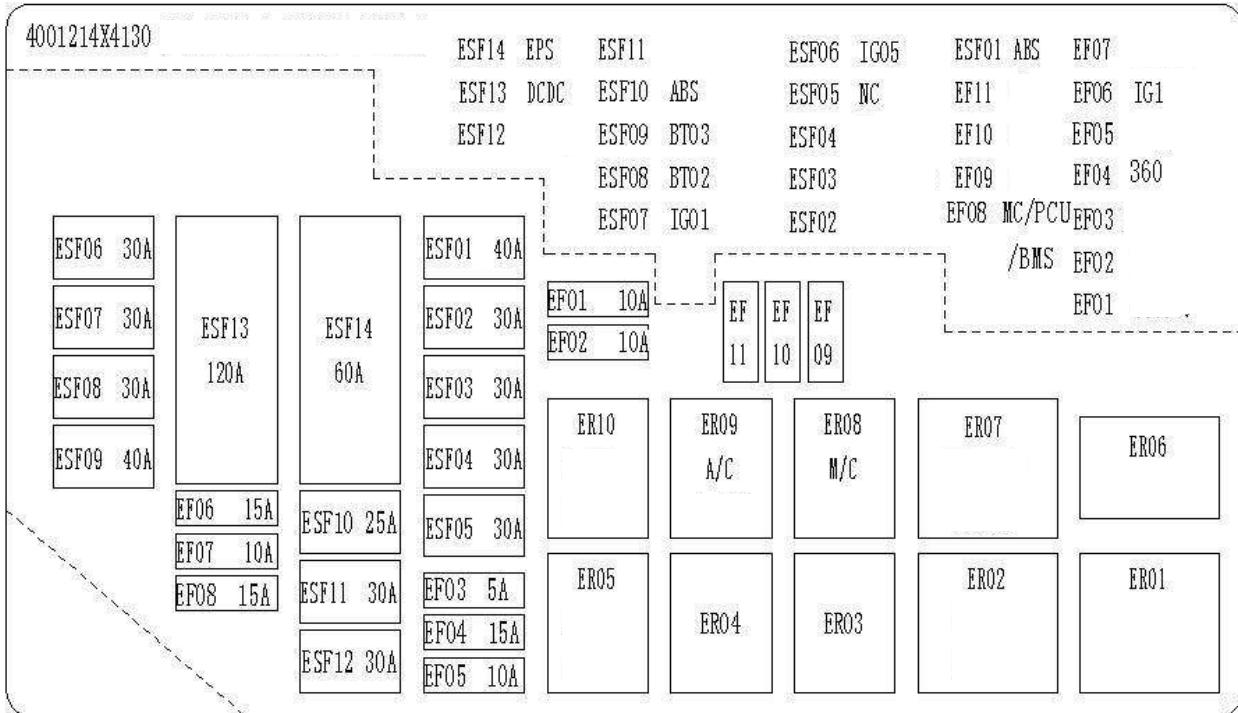 4001214X4130
ESF14 EPS
ESF13 DCDC
ESF12
ESF11
ESF10 ABS
ESF09 BT03
ESF08 BT02
ESF07 IG01
ESF06 IG05
ESF05 NC
ESF04
ESF03
ESF02
ESF01 ABS
EF11
EF10
EF09
EF08 MC/PCU
/BMS
EF07
EF06 IG1
EF05
EF04 360
EF03
EF02
EF01
ESF06 30A
ESF07 30A
ESF08 30A
ESF09 40A
ESF13
120A
EF06 15A
EF07 10A
EF08 15A
ESF14
60A
ESF10 25A
ESF11 30A
ESF12 30A
ESF01 40A
ESF02 30A
ESF03 30A
ESF04 30A
ESF05 30A
EF03 5A
EF04 15A
EF05 10A
EF01 10A
EF02 10A
EF
11
EF
10
EF
09
ER10
ER09
A/C
ER08
M/C
ER07
ER06
ER05
ER04
ER03
ER02
ER01